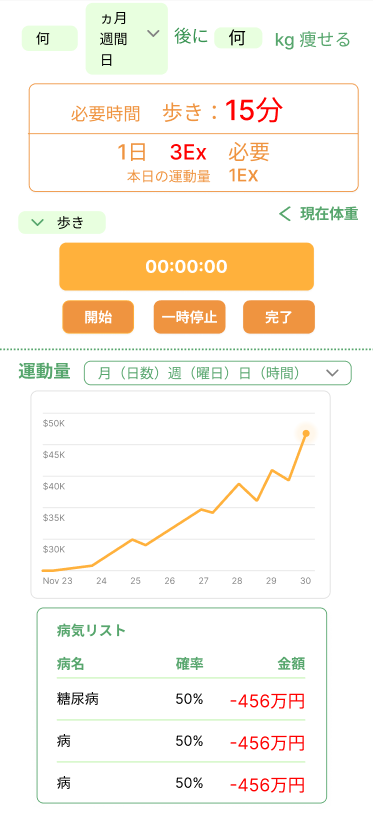 何 ヵ月 後に 何 kg 痩せる
週間
日
必要時間 歩き：15分
1日 3Ex 必要
本日の運動量 1Ex
現在体重
歩き
00:00:00
開始 一時停止 完了
運動量 月（日数）週（曜日）日（時間）
$50K
$45K
$40K
$35K
$30K
Nov 23 24 25 26 27 28 29 30
病気リスト
病名 確率 金額
糖尿病 50% -456万円
病 50% -456万円
病 50% -456万円